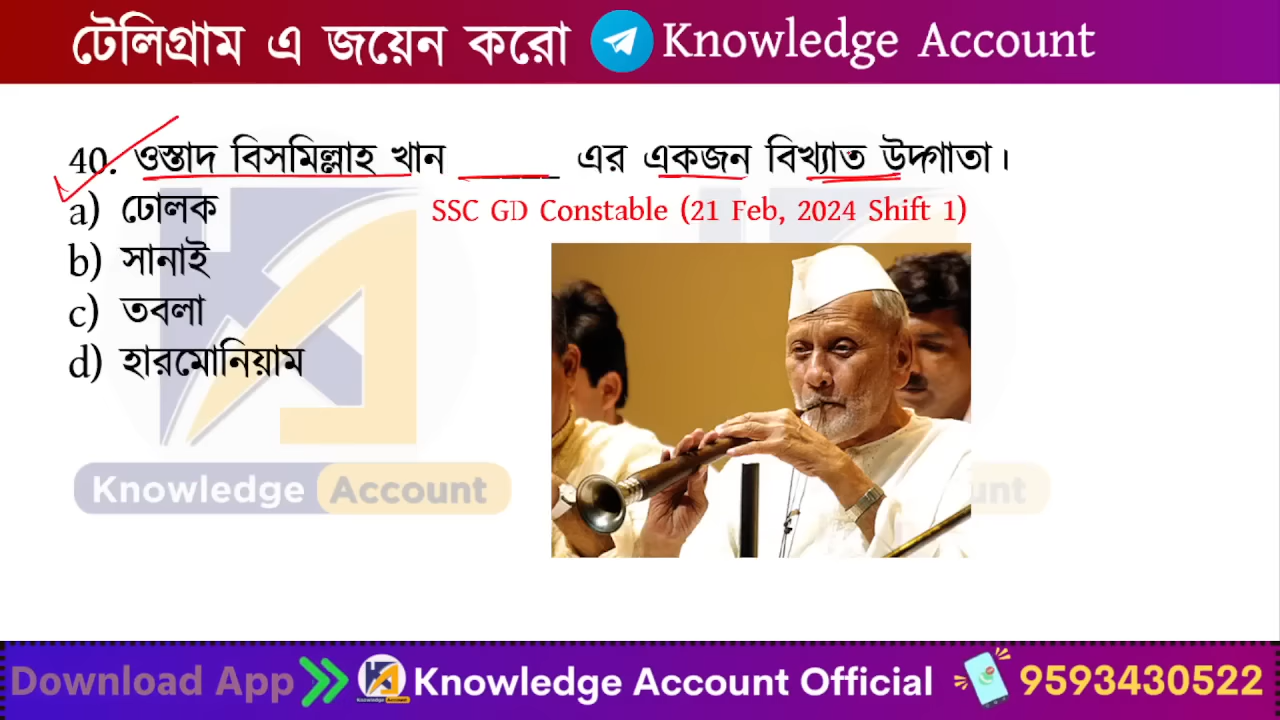 টেলিগ্রাম এ জয়েন করো Knowledge Account
40. ওস্তাদ বিসমিল্লাহ খান ______ এর একজন বিখ্যাত উদ্গাতা।
a) ঢোলক
SSC GD Constable (21 Feb, 2024 Shift 1)
b) সানাই
c) তবলা
d) হারমোনিয়াম
Knowledge Account
unt
Download App Knowledge Account Official 9593430522